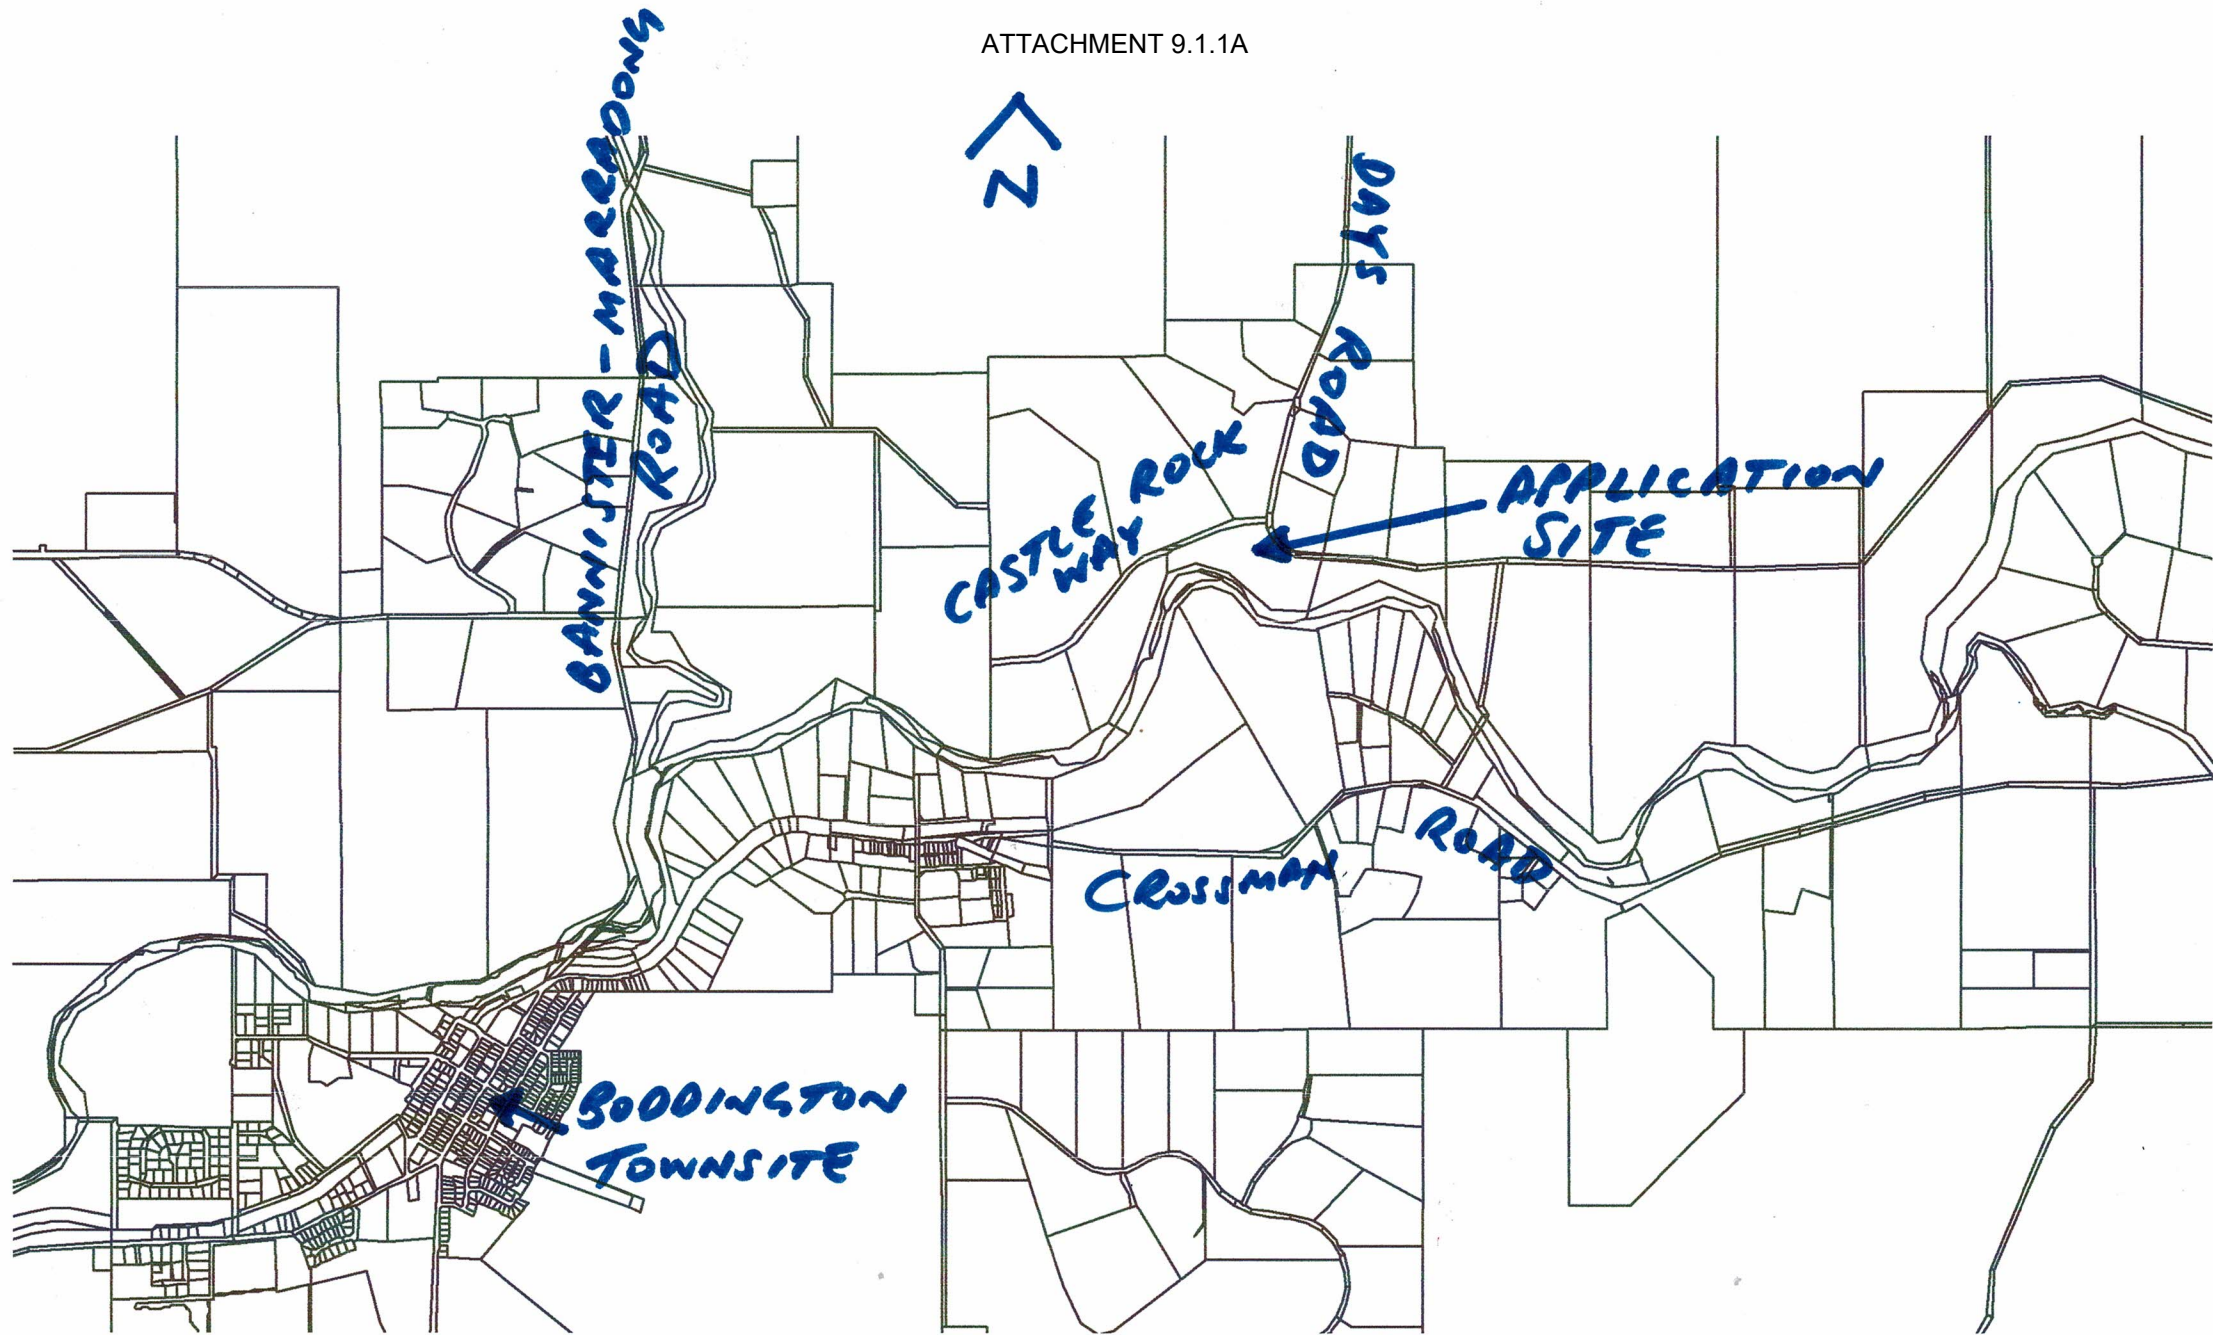 ATTACHMENT 9.1.1A
N
BANNISTER - MARRADONG
ROAD
DAYS ROAD
CASTLE ROCK
WAY
APPLICATION
SITE
CROSSMAN ROAD
BODDINGTON
TOWNSITE